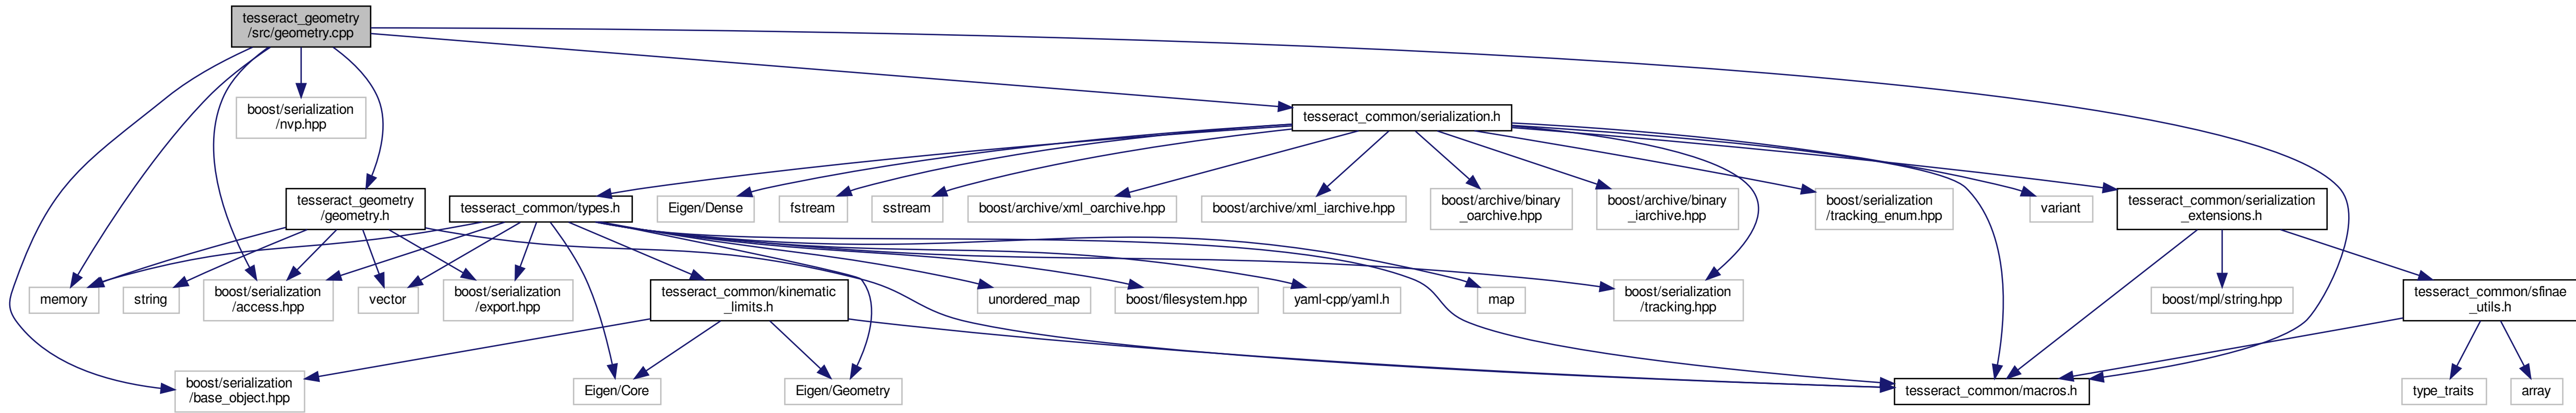 tesseract_geometry
/src/geometry.cpp
boost/serialization
/nvp.hpp
tesseract_common/serialization.h
tesseract_geometry
/geometry.h
tesseract_common/types.h
Eigen/Dense
fstream
sstream
boost/archive/xml_oarchive.hpp
boost/archive/xml_iarchive.hpp
boost/archive/binary
_oarchive.hpp
boost/archive/binary
_iarchive.hpp
boost/serialization
/tracking_enum.hpp
variant
tesseract_common/serialization
_extensions.h
memory
string
boost/serialization
/access.hpp
vector
boost/serialization
/export.hpp
tesseract_common/kinematic
_limits.h
unordered_map
boost/filesystem.hpp
yaml-cpp/yaml.h
map
boost/serialization
/tracking.hpp
boost/mpl/string.hpp
tesseract_common/sfinae
_utils.h
boost/serialization
/base_object.hpp
Eigen/Core
Eigen/Geometry
tesseract_common/macros.h
type_traits
array